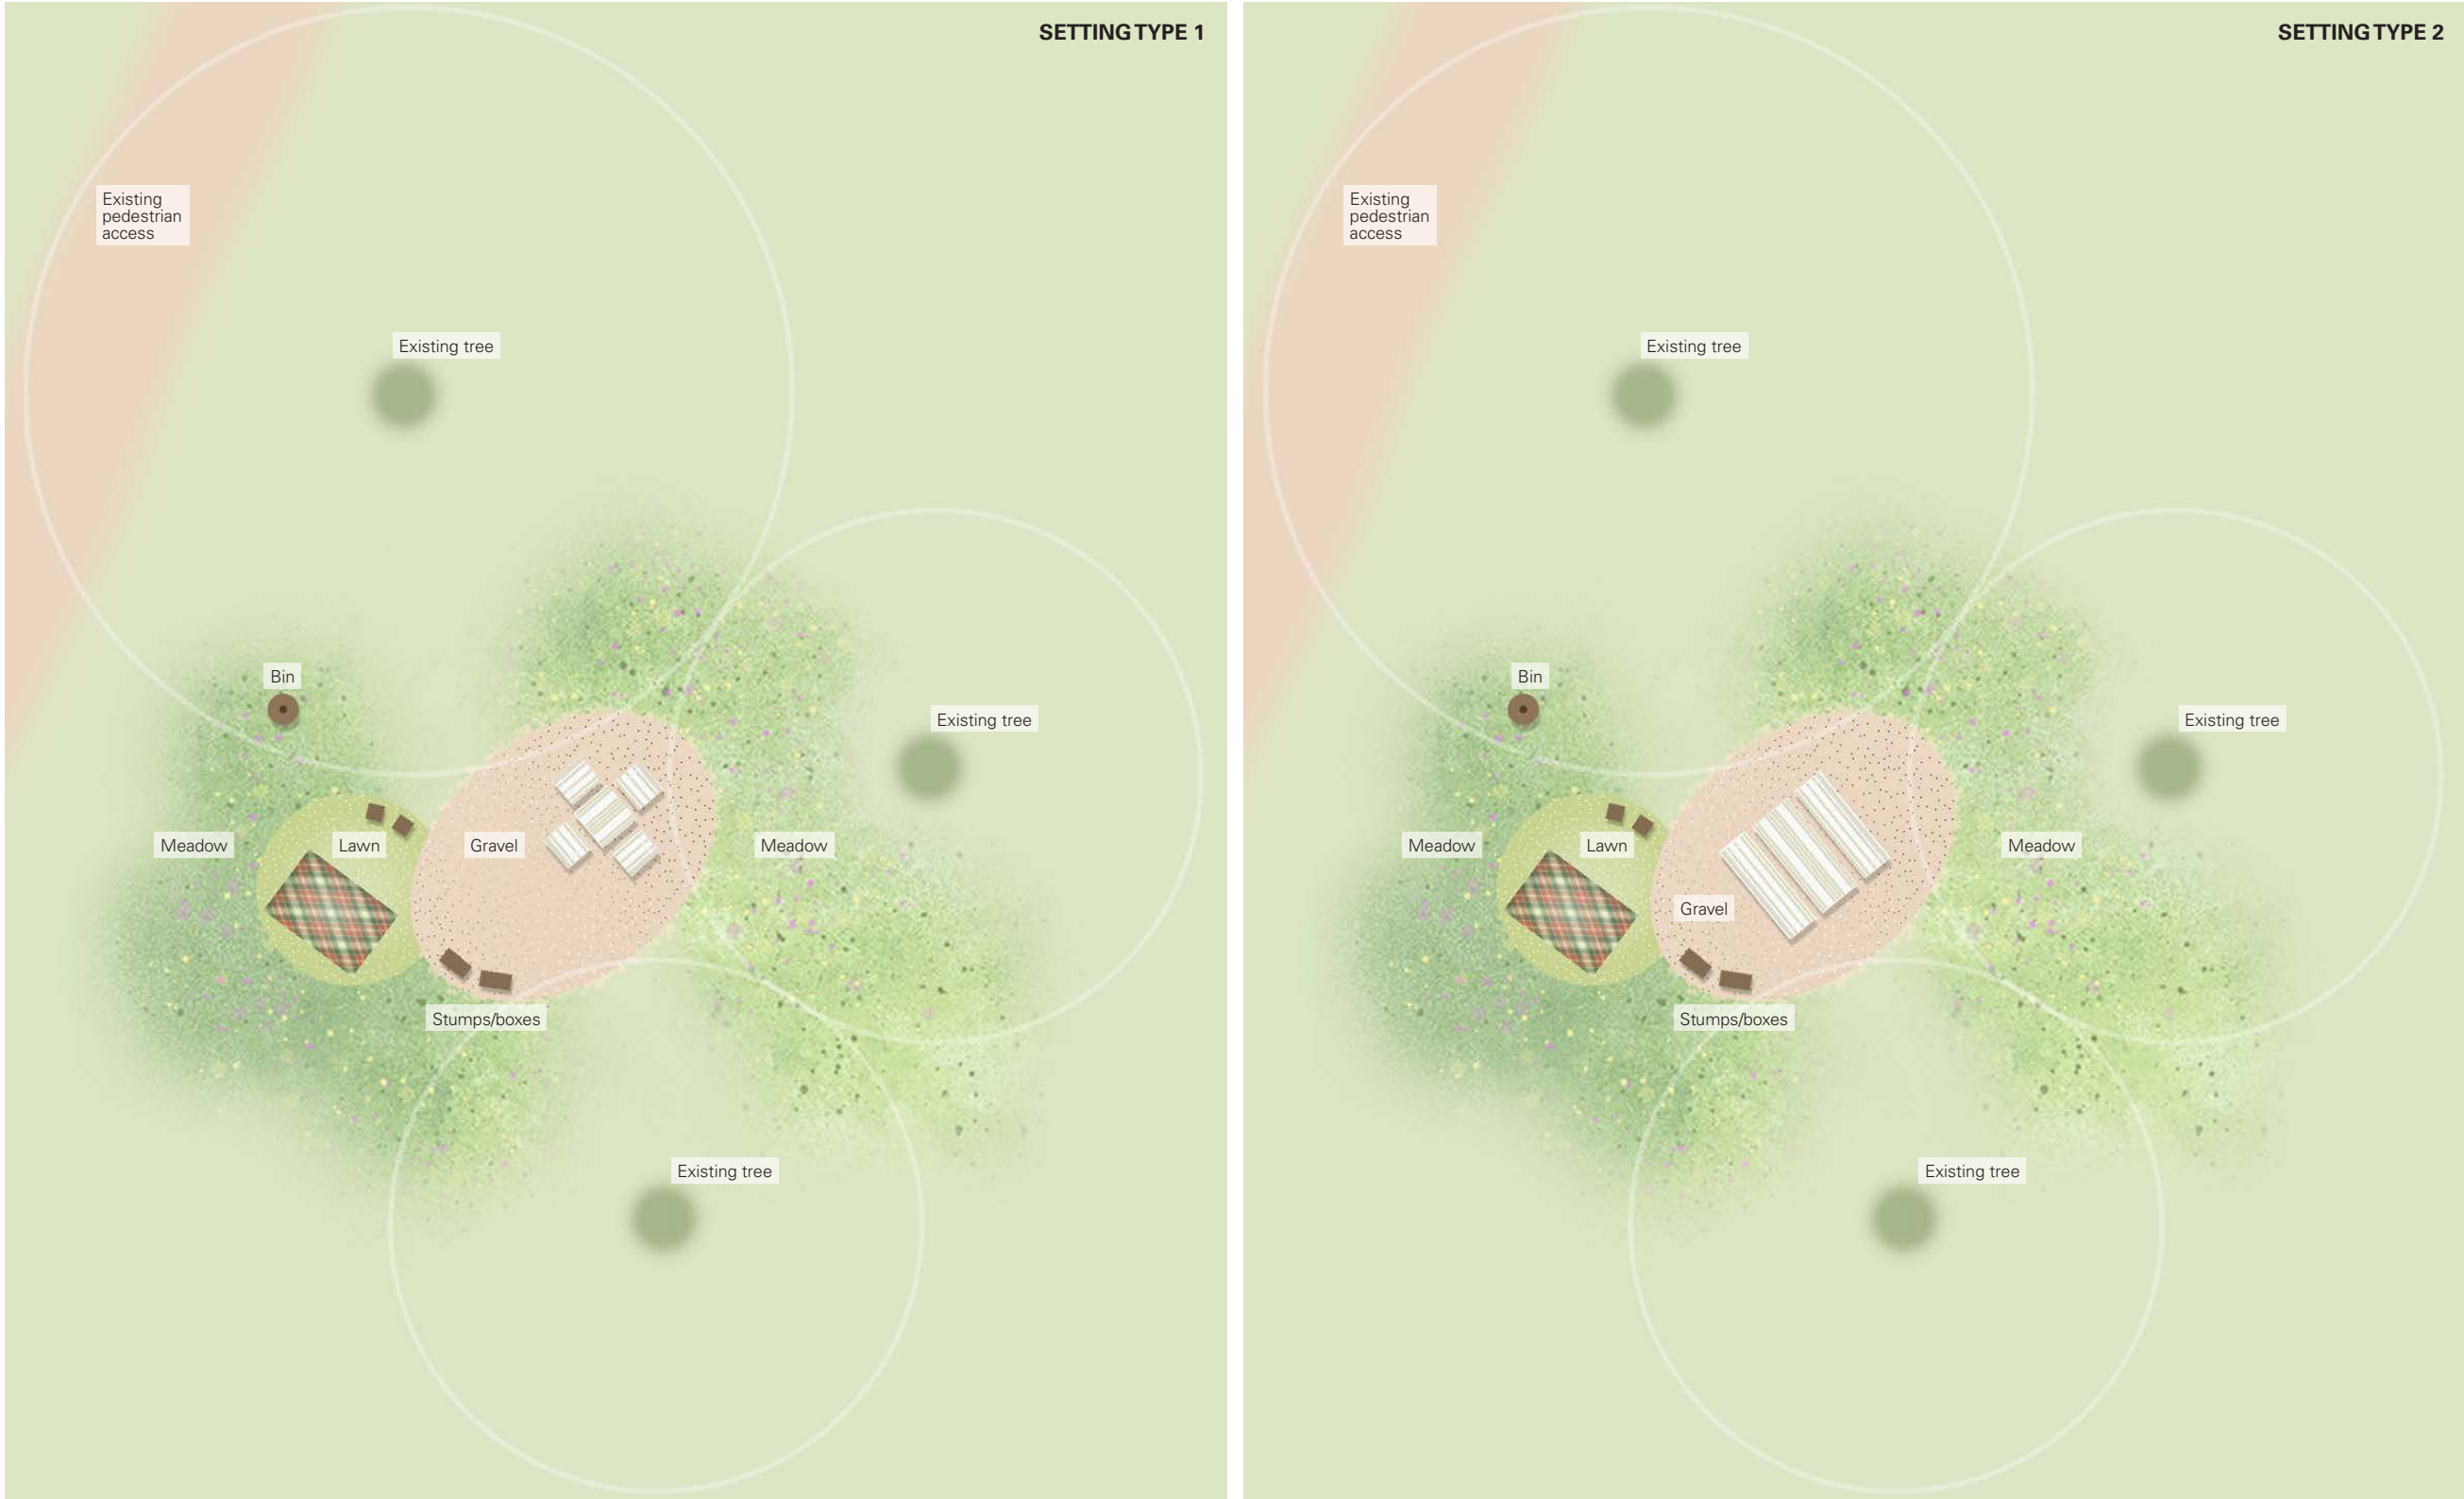 SETTING TYPE 1
Existing
pedestrian
access
Existing tree
Bin
Existing tree
Meadow
Lawn
Gravel
Meadow
Stumps/boxes
Existing tree
SETTING TYPE 2
Existing
pedestrian
access
Existing tree
Bin
Existing tree
Meadow
Lawn
Meadow
Gravel
Stumps/boxes
Existing tree